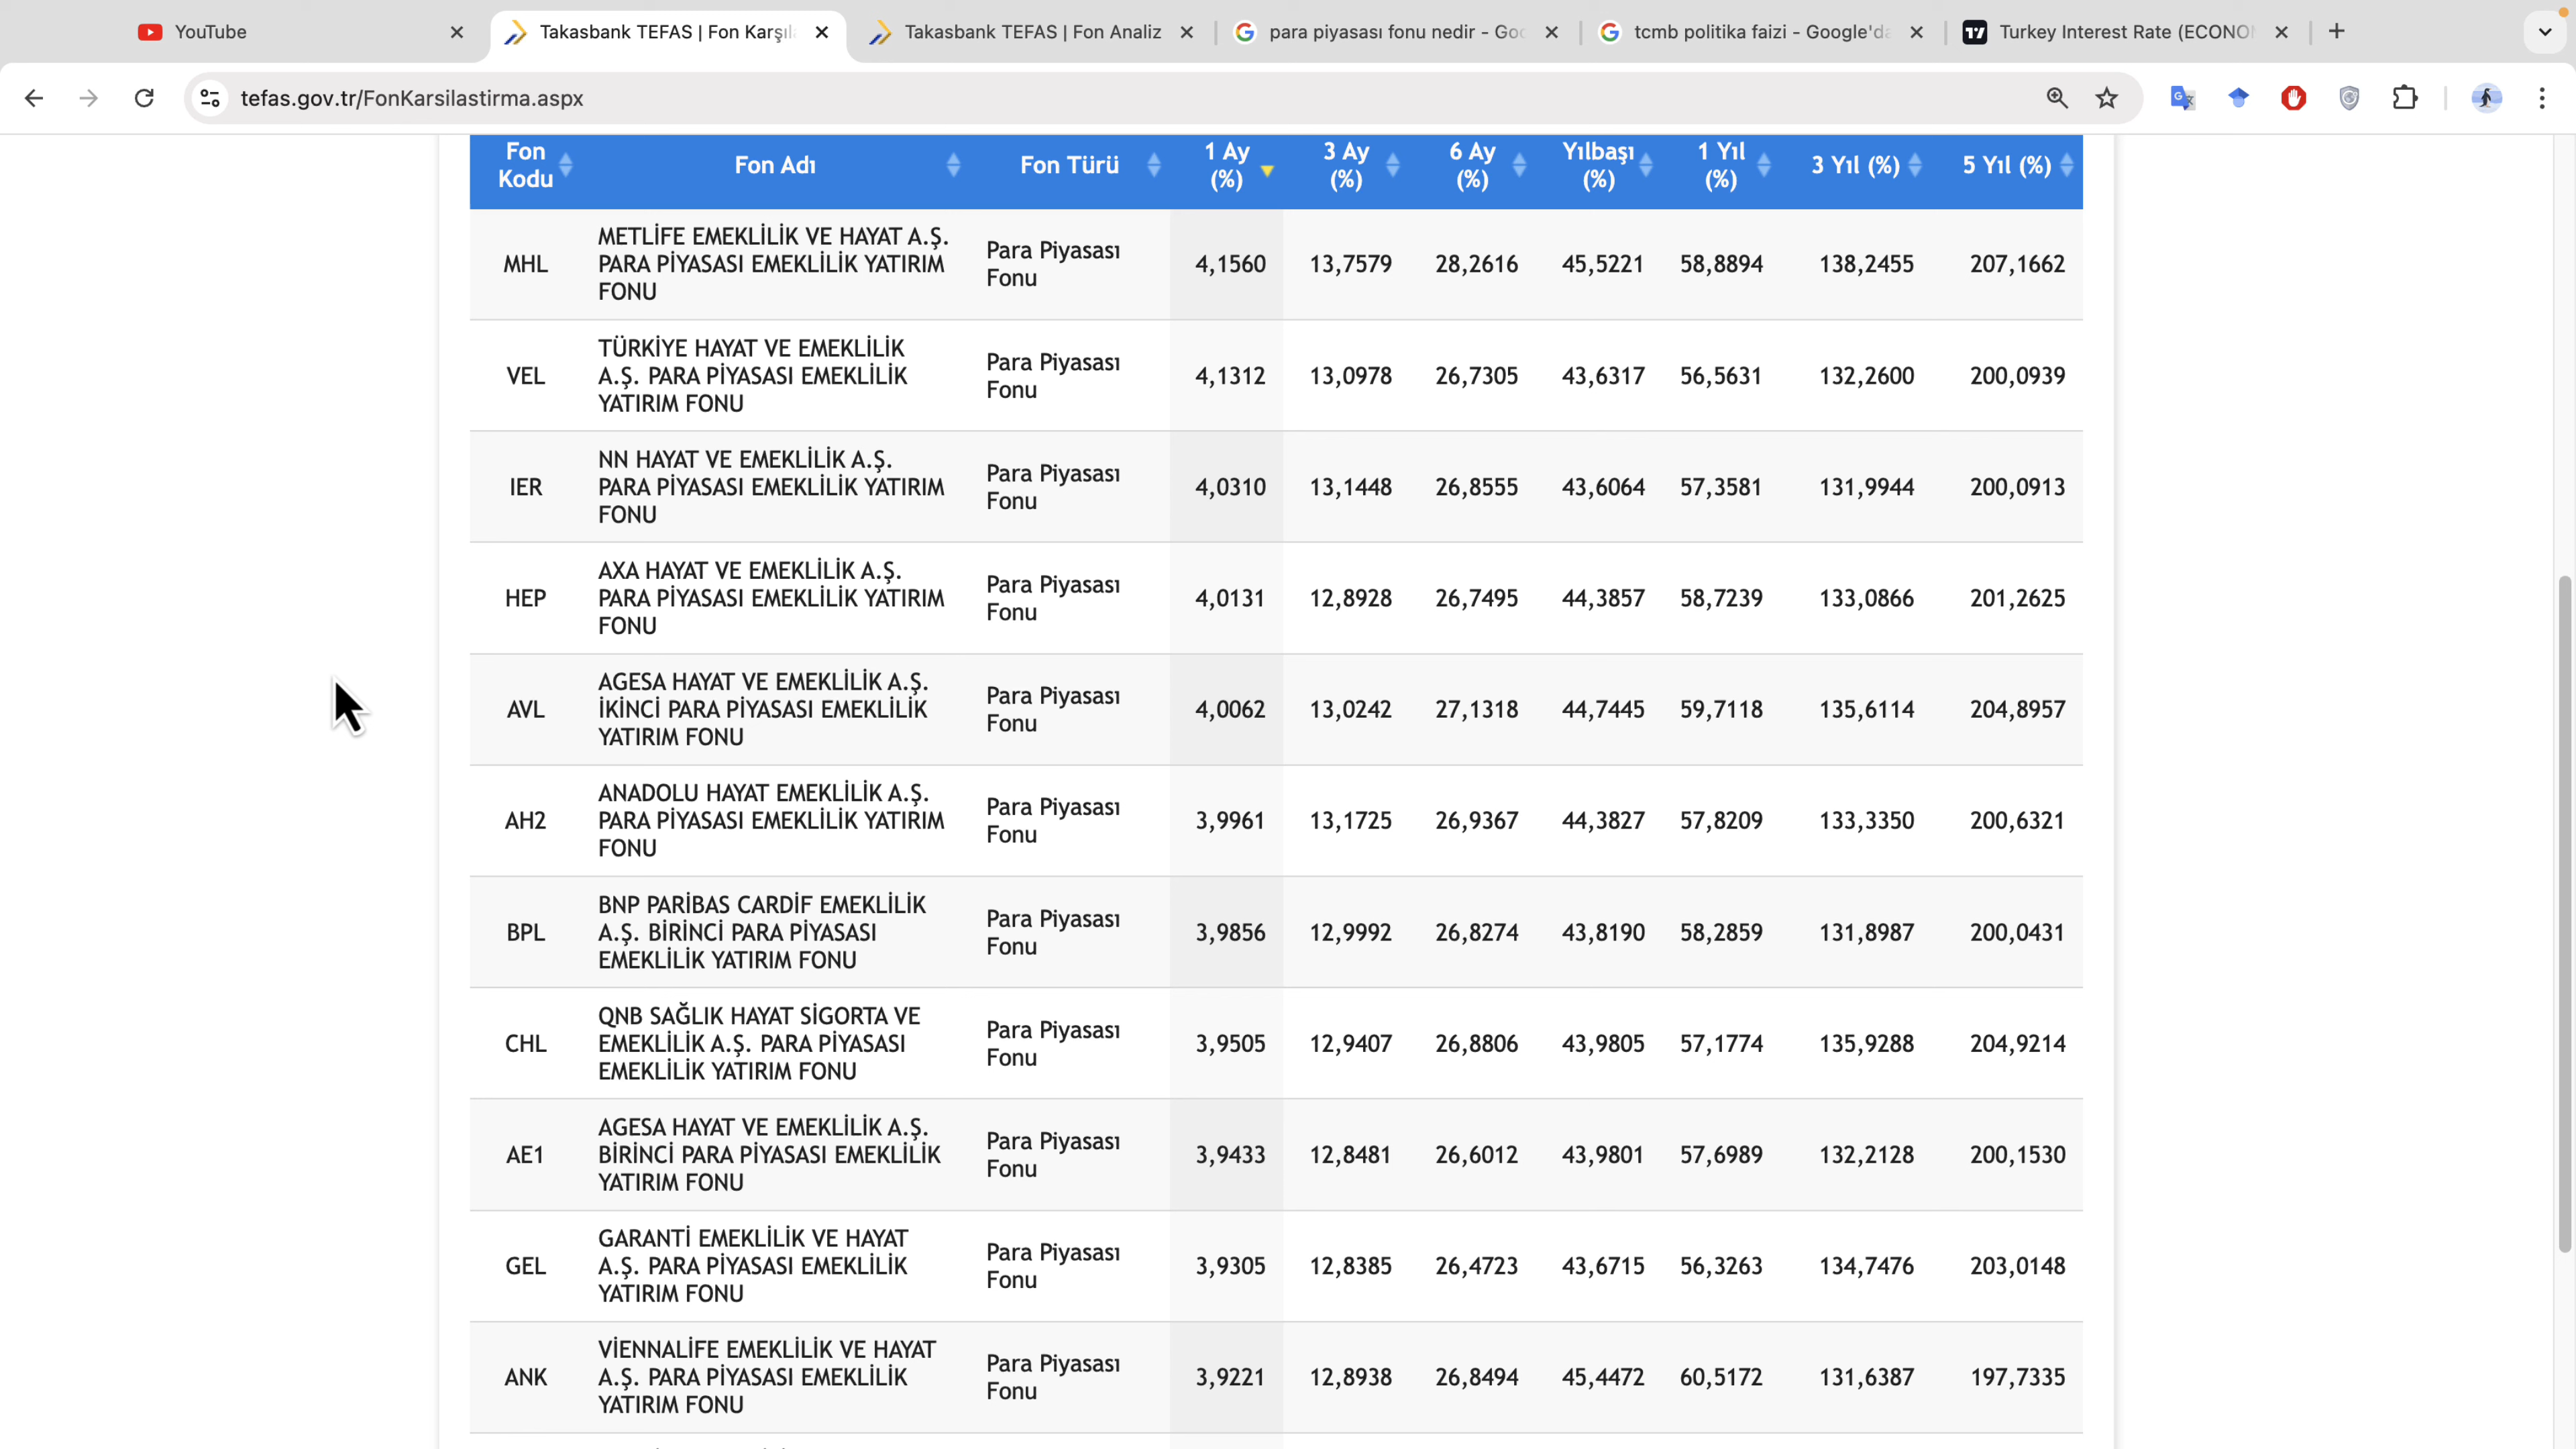 YouTube
Takasbank TEFAS | Fon Karşıla
Takasbank TEFAS | Fon Analiz
para piyasası fonu nedir - Goo
tcmb politika faizi - Google'da
Turkey Interest Rate (ECONO
tefas.gov.tr/FonKarsilastirma.aspx
Fon Kodu Fon Adı Fon Türü 1 Ay (%) 3 Ay (%) 6 Ay (%) Yılbaşı (%) 1 Yıl (%) 3 Yıl (%) 5 Yıl (%)
MHL
METLİFE EMEKLİLİK VE HAYAT A.Ş.
PARA PİYASASI EMEKLİLİK YATIRIM
FONU
Para Piyasası
Fonu
4,1560 13,7579 28,2616 45,5221 58,8894 138,2455 207,1662
VEL
TÜRKİYE HAYAT VE EMEKLİLİK
A.Ş. PARA PİYASASI EMEKLİLİK
YATIRIM FONU
Para Piyasası
Fonu
4,1312 13,0978 26,7305 43,6317 56,5631 132,2600 200,0939
IER
NN HAYAT VE EMEKLİLİK A.Ş.
PARA PİYASASI EMEKLİLİK YATIRIM
FONU
Para Piyasası
Fonu
4,0310 13,1448 26,8555 43,6064 57,3581 131,9944 200,0913
HEP
AXA HAYAT VE EMEKLİLİK A.Ş.
PARA PİYASASI EMEKLİLİK YATIRIM
FONU
Para Piyasası
Fonu
4,0131 12,8928 26,7495 44,3857 58,7239 133,0866 201,2625
AVL
AGESA HAYAT VE EMEKLİLİK A.Ş.
İKİNCİ PARA PİYASASI EMEKLİLİK
YATIRIM FONU
Para Piyasası
Fonu
4,0062 13,0242 27,1318 44,7445 59,7118 135,6114 204,8957
AH2
ANADOLU HAYAT EMEKLİLİK A.Ş.
PARA PİYASASI EMEKLİLİK YATIRIM
FONU
Para Piyasası
Fonu
3,9961 13,1725 26,9367 44,3827 57,8209 133,3350 200,6321
BPL
BNP PARİBAS CARDİF EMEKLİLİK
A.Ş. BİRİNCİ PARA PİYASASI
EMEKLİLİK YATIRIM FONU
Para Piyasası
Fonu
3,9856 12,9992 26,8274 43,8190 58,2859 131,8987 200,0431
CHL
QNB SAĞLIK HAYAT SİGORTA VE
EMEKLİLİK A.Ş. PARA PİYASASI
EMEKLİLİK YATIRIM FONU
Para Piyasası
Fonu
3,9505 12,9407 26,8806 43,9805 57,1774 135,9288 204,9214
AE1
AGESA HAYAT VE EMEKLİLİK A.Ş.
BİRİNCİ PARA PİYASASI EMEKLİLİK
YATIRIM FONU
Para Piyasası
Fonu
3,9433 12,8481 26,6012 43,9801 57,6989 132,2128 200,1530
GEL
GARANTİ EMEKLİLİK VE HAYAT
A.Ş. PARA PİYASASI EMEKLİLİK
YATIRIM FONU
Para Piyasası
Fonu
3,9305 12,8385 26,4723 43,6715 56,3263 134,7476 203,0148
ANK
VİENNALİFE EMEKLİLİK VE HAYAT
A.Ş. PARA PİYASASI EMEKLİLİK
YATIRIM FONU
Para Piyasası
Fonu
3,9221 12,8938 26,8494 45,4472 60,5172 131,6387 197,7335